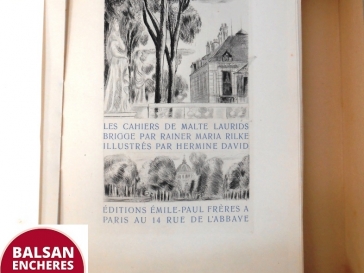 LES CAHIERS DE MALTE LAURIDS
BRIGGE PAR RAINER MARIA RILKE
ILLUSTRÉS PAR HERMINE DAVID
ÉDITIONS ÉMILE-PAUL FRÈRES A
PARIS AU 14 RUE DE L'ABBAYE
BALSAN
ENCHERES